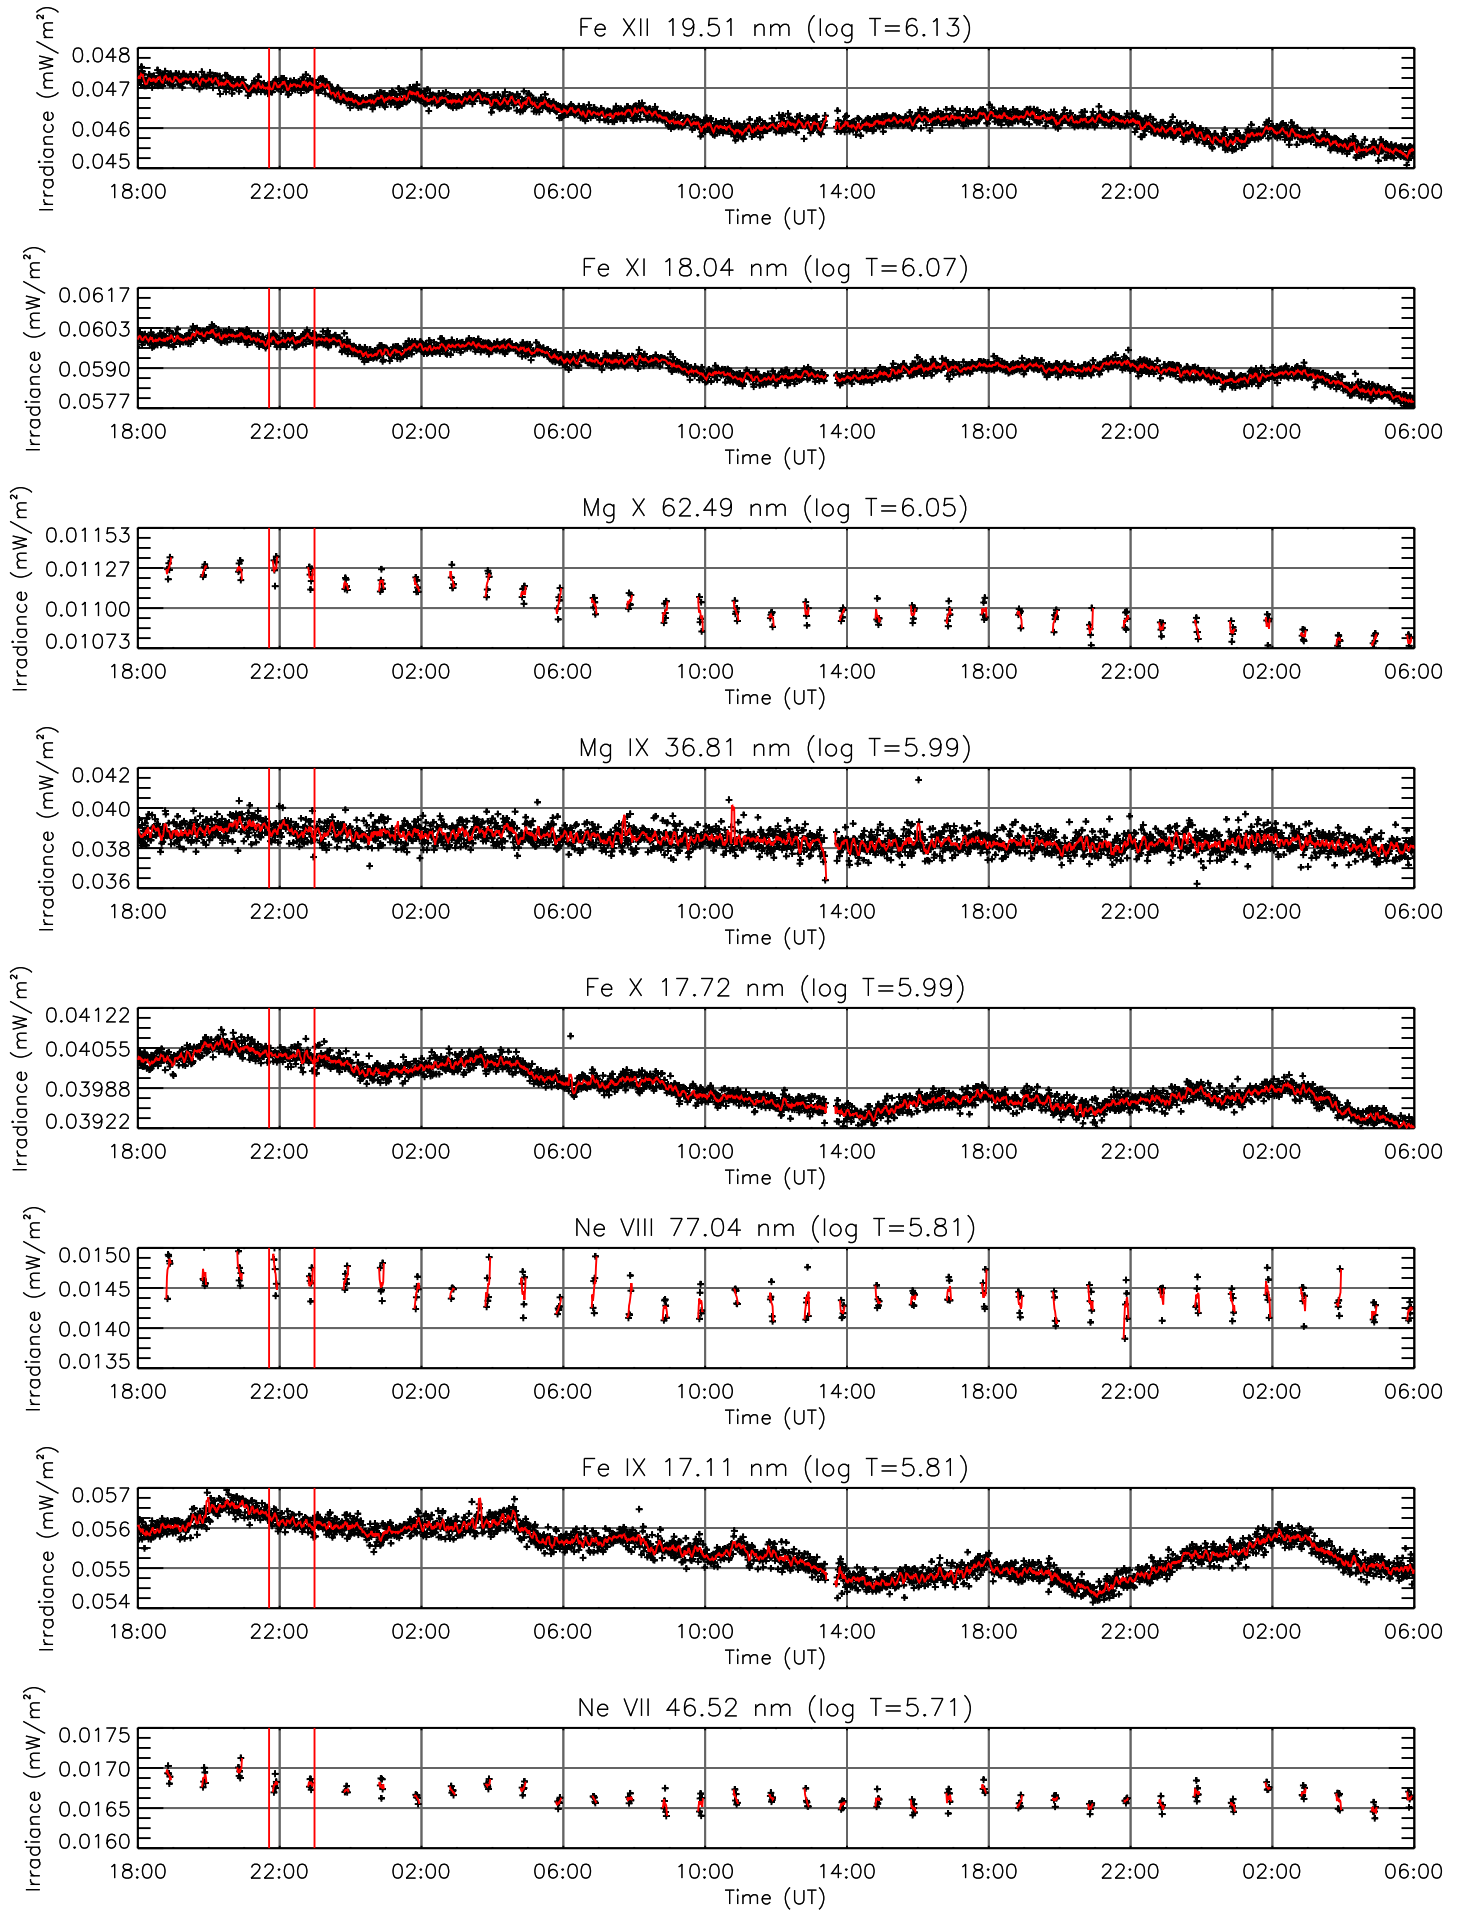 Fe XII 19.51 nm (log T=6.13)
Irradiance (mW/m²)
0.048
0.047
0.046
0.045
18:00 22:00 02:00 06:00 10:00 14:00 18:00 22:00 02:00 06:00
Time (UT)
Fe XI 18.04 nm (log T=6.07)
Irradiance (mW/m²)
0.0617
0.0603
0.0590
0.0577
18:00 22:00 02:00 06:00 10:00 14:00 18:00 22:00 02:00 06:00
Time (UT)
Mg X 62.49 nm (log T=6.05)
Irradiance (mW/m²)
0.01153
0.01127
0.01100
0.01073
18:00 22:00 02:00 06:00 10:00 14:00 18:00 22:00 02:00 06:00
Time (UT)
Mg IX 36.81 nm (log T=5.99)
Irradiance (mW/m²)
0.042
0.040
0.038
0.036
18:00 22:00 02:00 06:00 10:00 14:00 18:00 22:00 02:00 06:00
Time (UT)
Fe X 17.72 nm (log T=5.99)
Irradiance (mW/m²)
0.04122
0.04055
0.03988
0.03922
18:00 22:00 02:00 06:00 10:00 14:00 18:00 22:00 02:00 06:00
Time (UT)
Ne VIII 77.04 nm (log T=5.81)
Irradiance (mW/m²)
0.0150
0.0145
0.0140
0.0135
18:00 22:00 02:00 06:00 10:00 14:00 18:00 22:00 02:00 06:00
Time (UT)
Fe IX 17.11 nm (log T=5.81)
Irradiance (mW/m²)
0.057
0.056
0.055
0.054
18:00 22:00 02:00 06:00 10:00 14:00 18:00 22:00 02:00 06:00
Time (UT)
Ne VII 46.52 nm (log T=5.71)
Irradiance (mW/m²)
0.0175
0.0170
0.0165
0.0160
18:00 22:00 02:00 06:00 10:00 14:00 18:00 22:00 02:00 06:00
Time (UT)